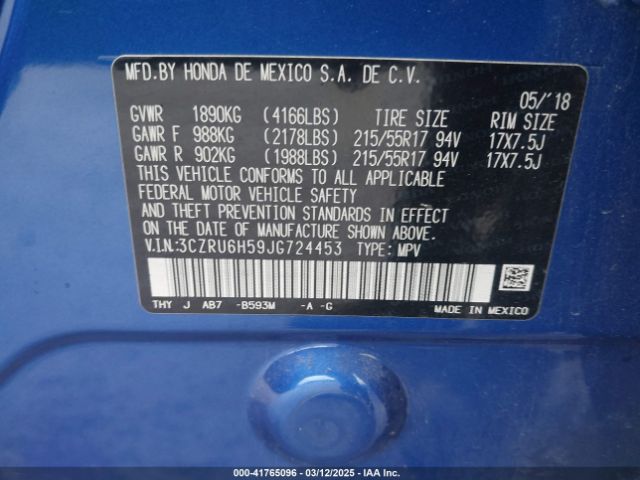 MFD.BY HONDA DE MEXICO S.A. DE C.V.
05/'18
GVWR 1890KG (4166LBS) TIRE SIZE RIM SIZE
GAWR F 988KG (2178LBS) 215/55R17 94V 17X7.5J
GAWR R 902KG (1988LBS) 215/55R17 94V 17X7.5J
THIS VEHICLE CONFORMS TO ALL APPLICABLE
FEDERAL MOTOR VEHICLE SAFETY
AND THEFT PREVENTION STANDARDS IN EFFECT
ON THE DATE OF MANUFACTURE SHOWN ABOVE.
V.I.N.:3CZRU6H59JG724453 TYPE: MPV
THY J AB7 -B593M -A -G MADE IN MEXICO
000-41765096 - 03/12/2025 - IAA Inc.